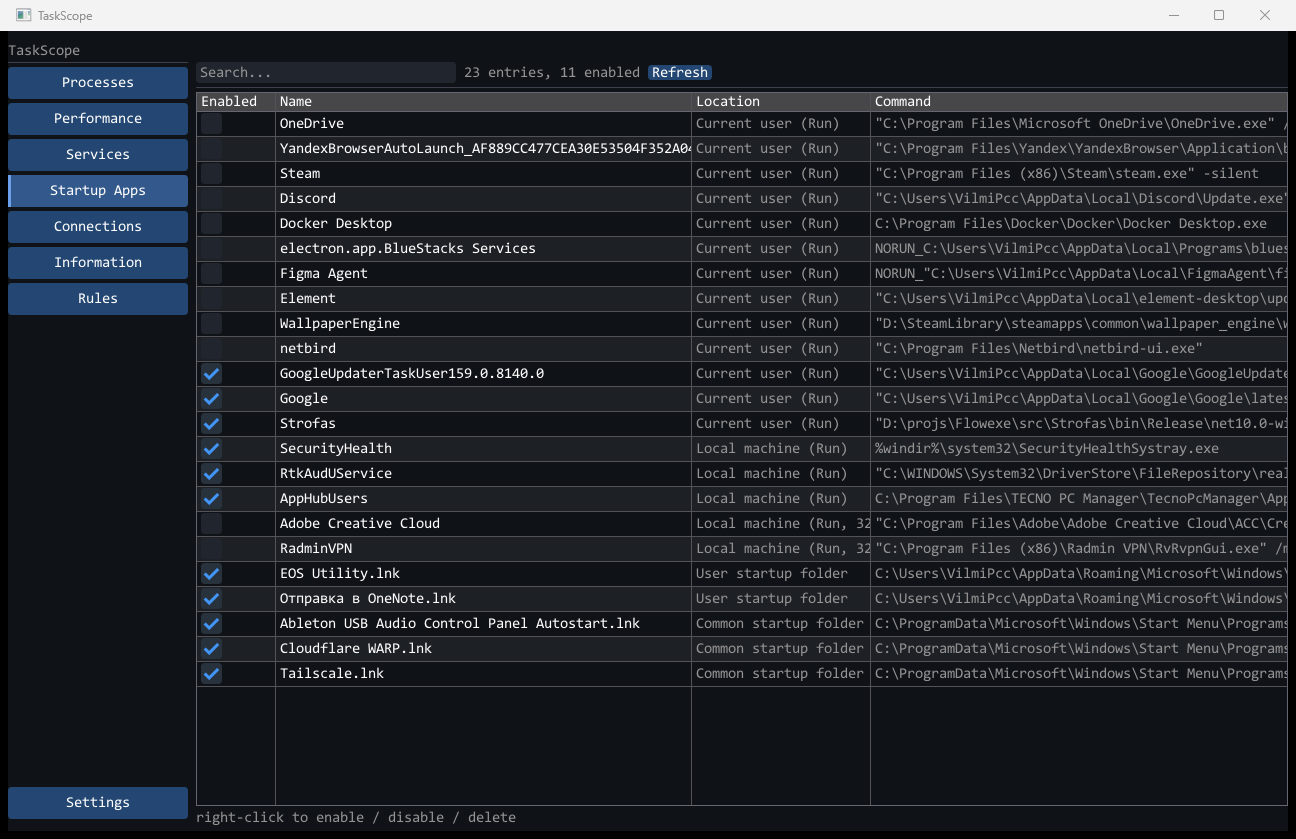 TaskScope
TaskScope
Processes
Performance
Services
Startup Apps
Connections
Information
Rules
Settings
Search... 23 entries, 11 enabled Refresh
Enabled Name Location Command
OneDrive Current user (Run) "C:\Program Files\Microsoft OneDrive\OneDrive.exe" /
YandexBrowserAutoLaunch_AF889CC477CEA30E53504F352A04 Current user (Run) "C:\Program Files\Yandex\YandexBrowser\Application\b
Steam Current user (Run) "C:\Program Files (x86)\Steam\steam.exe" -silent
Discord Current user (Run) "C:\Users\VilmiPcc\AppData\Local\Discord\Update.exe"
Docker Desktop Current user (Run) C:\Program Files\Docker\Docker\Docker Desktop.exe
electron.app.BlueStacks Services Current user (Run) NORUN_C:\Users\VilmiPcc\AppData\Local\Programs\blues
Figma Agent Current user (Run) NORUN_"C:\Users\VilmiPcc\AppData\Local\FigmaAgent\fi
Element Current user (Run) "C:\Users\VilmiPcc\AppData\Local\element-desktop\upd
WallpaperEngine Current user (Run) "D:\SteamLibrary\steamapps\common\wallpaper_engine\w
netbird Current user (Run) "C:\Program Files\Netbird\netbird-ui.exe"
GoogleUpdaterTaskUser159.0.8140.0 Current user (Run) "C:\Users\VilmiPcc\AppData\Local\Google\GoogleUpdate
Google Current user (Run) "C:\Users\VilmiPcc\AppData\Local\Google\Google\lates
Strofas Current user (Run) "D:\projs\Flowexe\src\Strofas\bin\Release\net10.0-wi
SecurityHealth Local machine (Run) %windir%\system32\SecurityHealthSystray.exe
RtkAudUService Local machine (Run) "C:\WINDOWS\System32\DriverStore\FileRepository\real
AppHubUsers Local machine (Run) C:\Program Files\TECNO PC Manager\TecnoPcManager\App
Adobe Creative Cloud Local machine (Run, 32 "C:\Program Files\Adobe\Adobe Creative Cloud\ACC\Cre
RadminVPN Local machine (Run, 32 "C:\Program Files (x86)\Radmin VPN\RvRvpnGui.exe" /m
EOS Utility.lnk User startup folder C:\Users\VilmiPcc\AppData\Roaming\Microsoft\Windows\
Отправка в OneNote.lnk User startup folder C:\Users\VilmiPcc\AppData\Roaming\Microsoft\Windows\
Ableton USB Audio Control Panel Autostart.lnk Common startup folder C:\ProgramData\Microsoft\Windows\Start Menu\Programs
Cloudflare WARP.lnk Common startup folder C:\ProgramData\Microsoft\Windows\Start Menu\Programs
Tailscale.lnk Common startup folder C:\ProgramData\Microsoft\Windows\Start Menu\Programs
right-click to enable / disable / delete